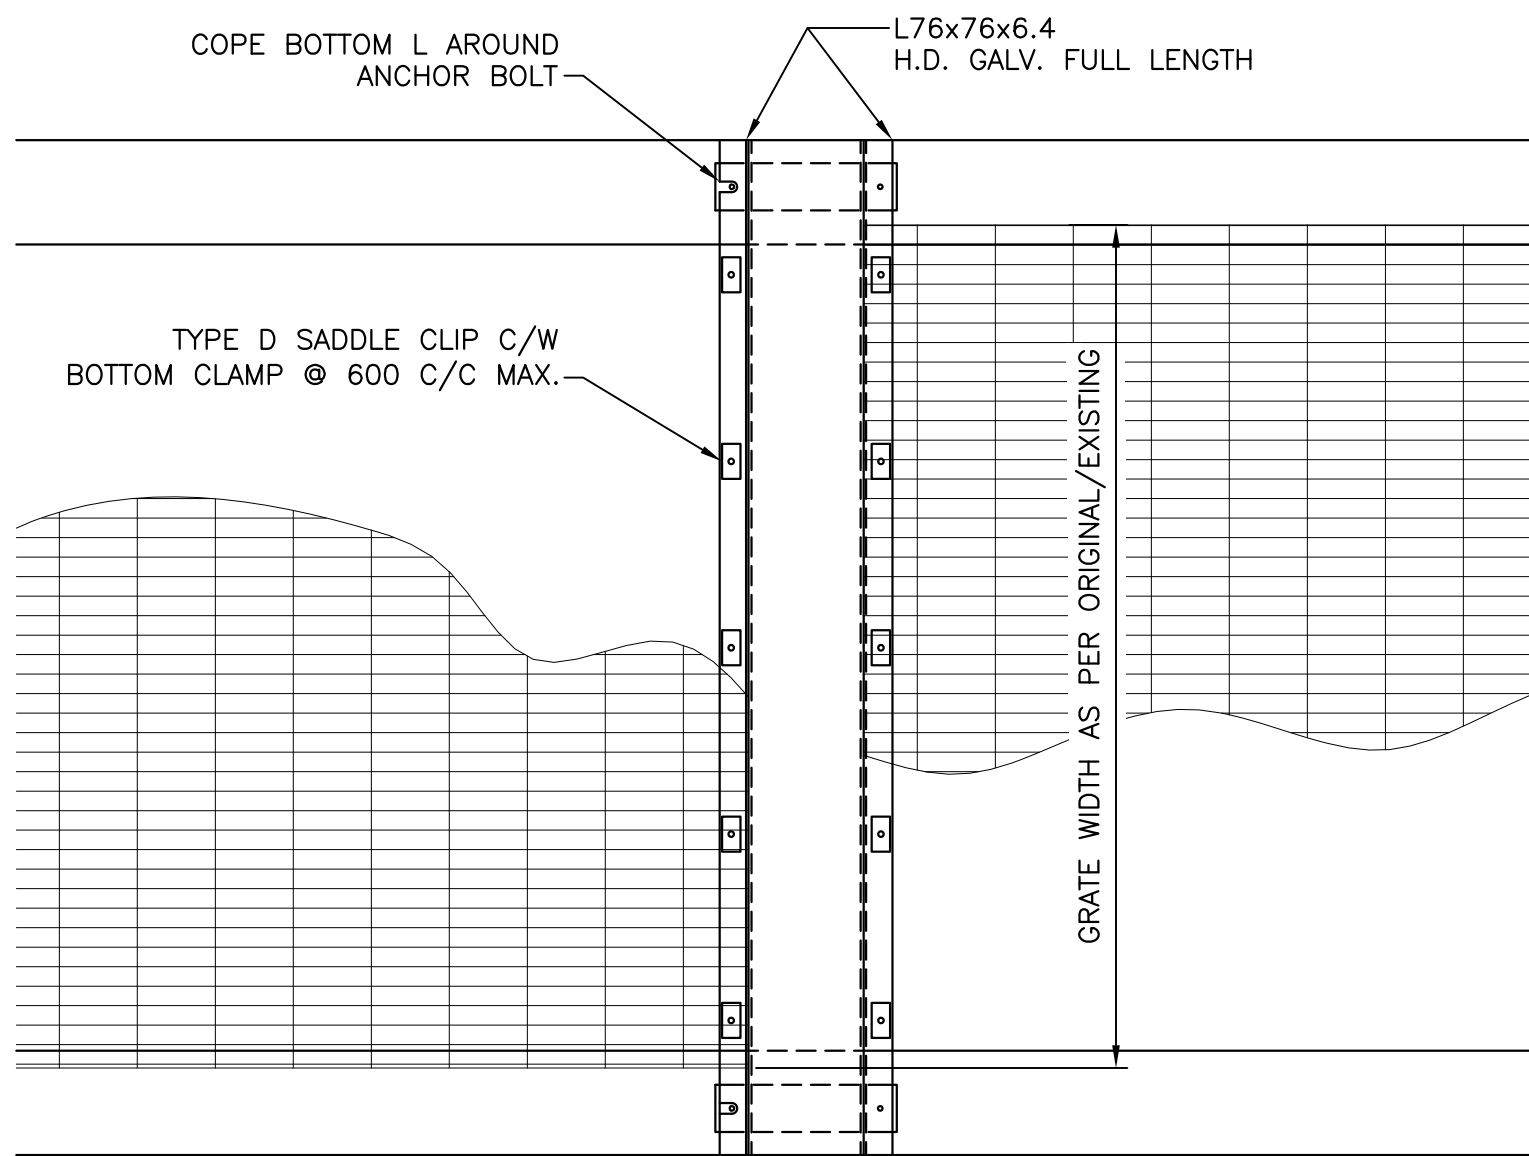 COPE BOTTOM L AROUND
ANCHOR BOLT
L76x76x6.4
H.D. GALV. FULL LENGTH
TYPE D SADDLE CLIP C/W
BOTTOM CLAMP @ 600 C/C MAX.
GRATE WIDTH AS PER ORIGINAL/EXISTING